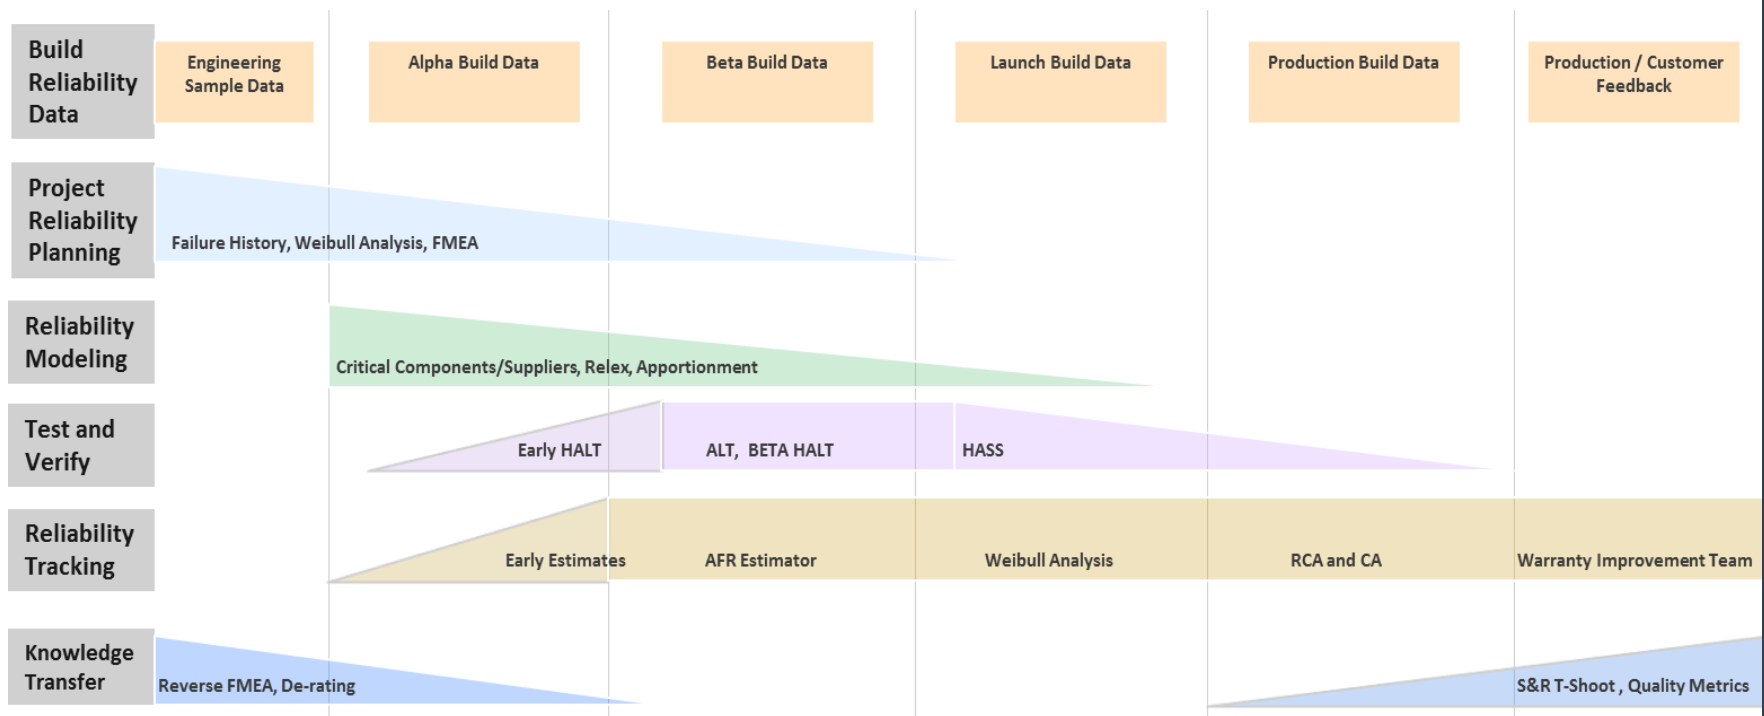 Build
Reliability
Data
Engineering
Sample Data
Alpha Build Data
Beta Build Data
Launch Build Data
Production Build Data
Production / Customer
Feedback
Project
Reliability
Planning
Failure History, Weibull Analysis, FMEA
Reliability
Modeling
Critical Components/Suppliers, Relex, Apportionment
Test and
Verify
Early HALT
ALT,  BETA HALT
HASS
Reliability
Tracking
Early Estimates
AFR Estimator
Weibull Analysis
RCA and CA
Warranty Improvement Team
Knowledge
Transfer
Reverse FMEA, De-rating
S&R T-Shoot , Quality Metrics